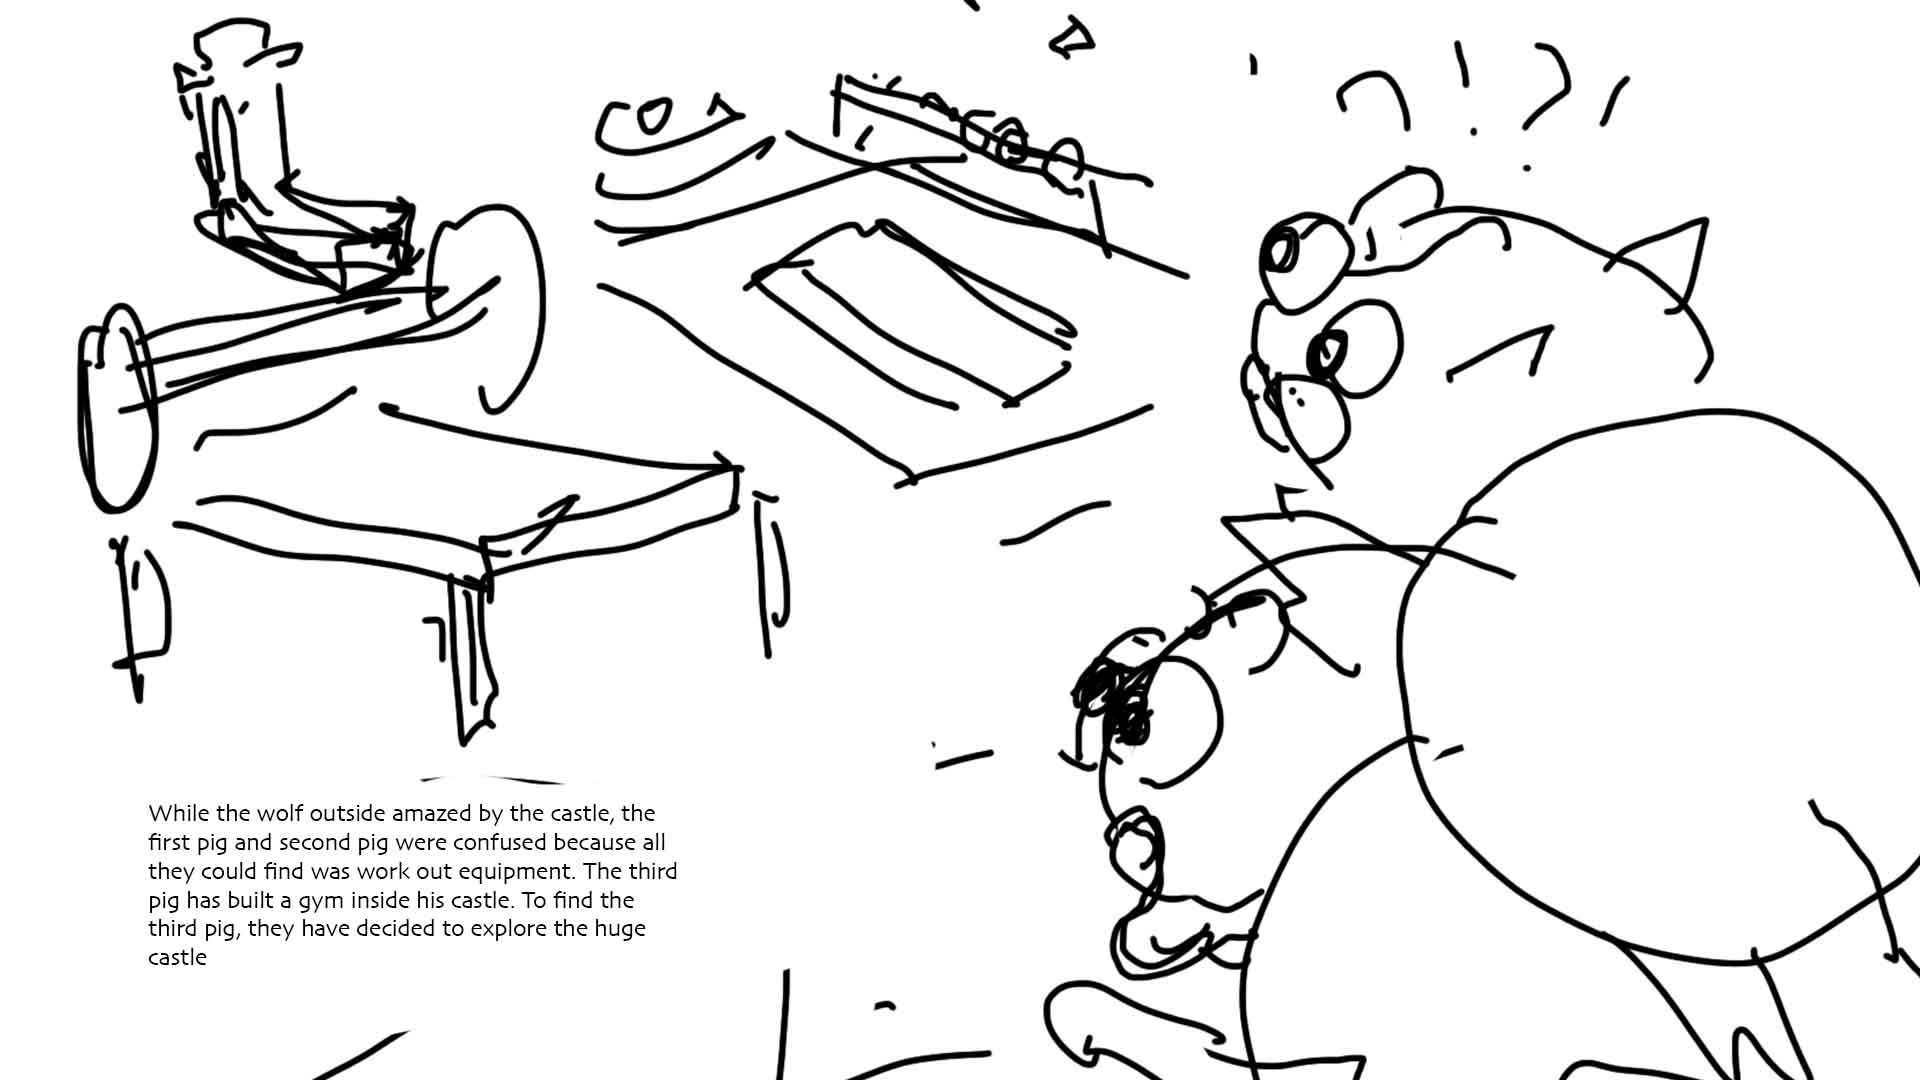 ? ! ? !
While the wolf outside amazed by the castle, the
first pig and second pig were confused because all
they could find was work out equipment. The third
pig has built a gym inside his castle. To find the
third pig, they have decided to explore the huge
castle